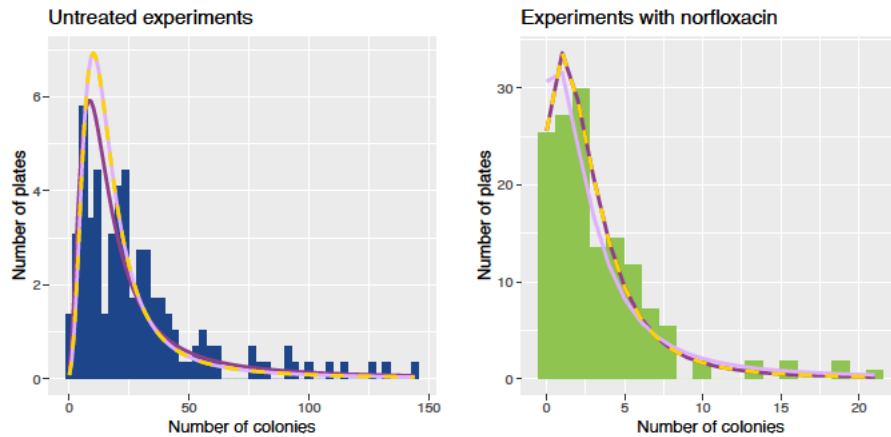 Untreated experiments
Number of plates
6
4
2
0
0 50 100 150
Number of colonies
Experiments with norfloxacin
Number of plates
30
20
10
0
0 5 10 15 20
Number of colonies